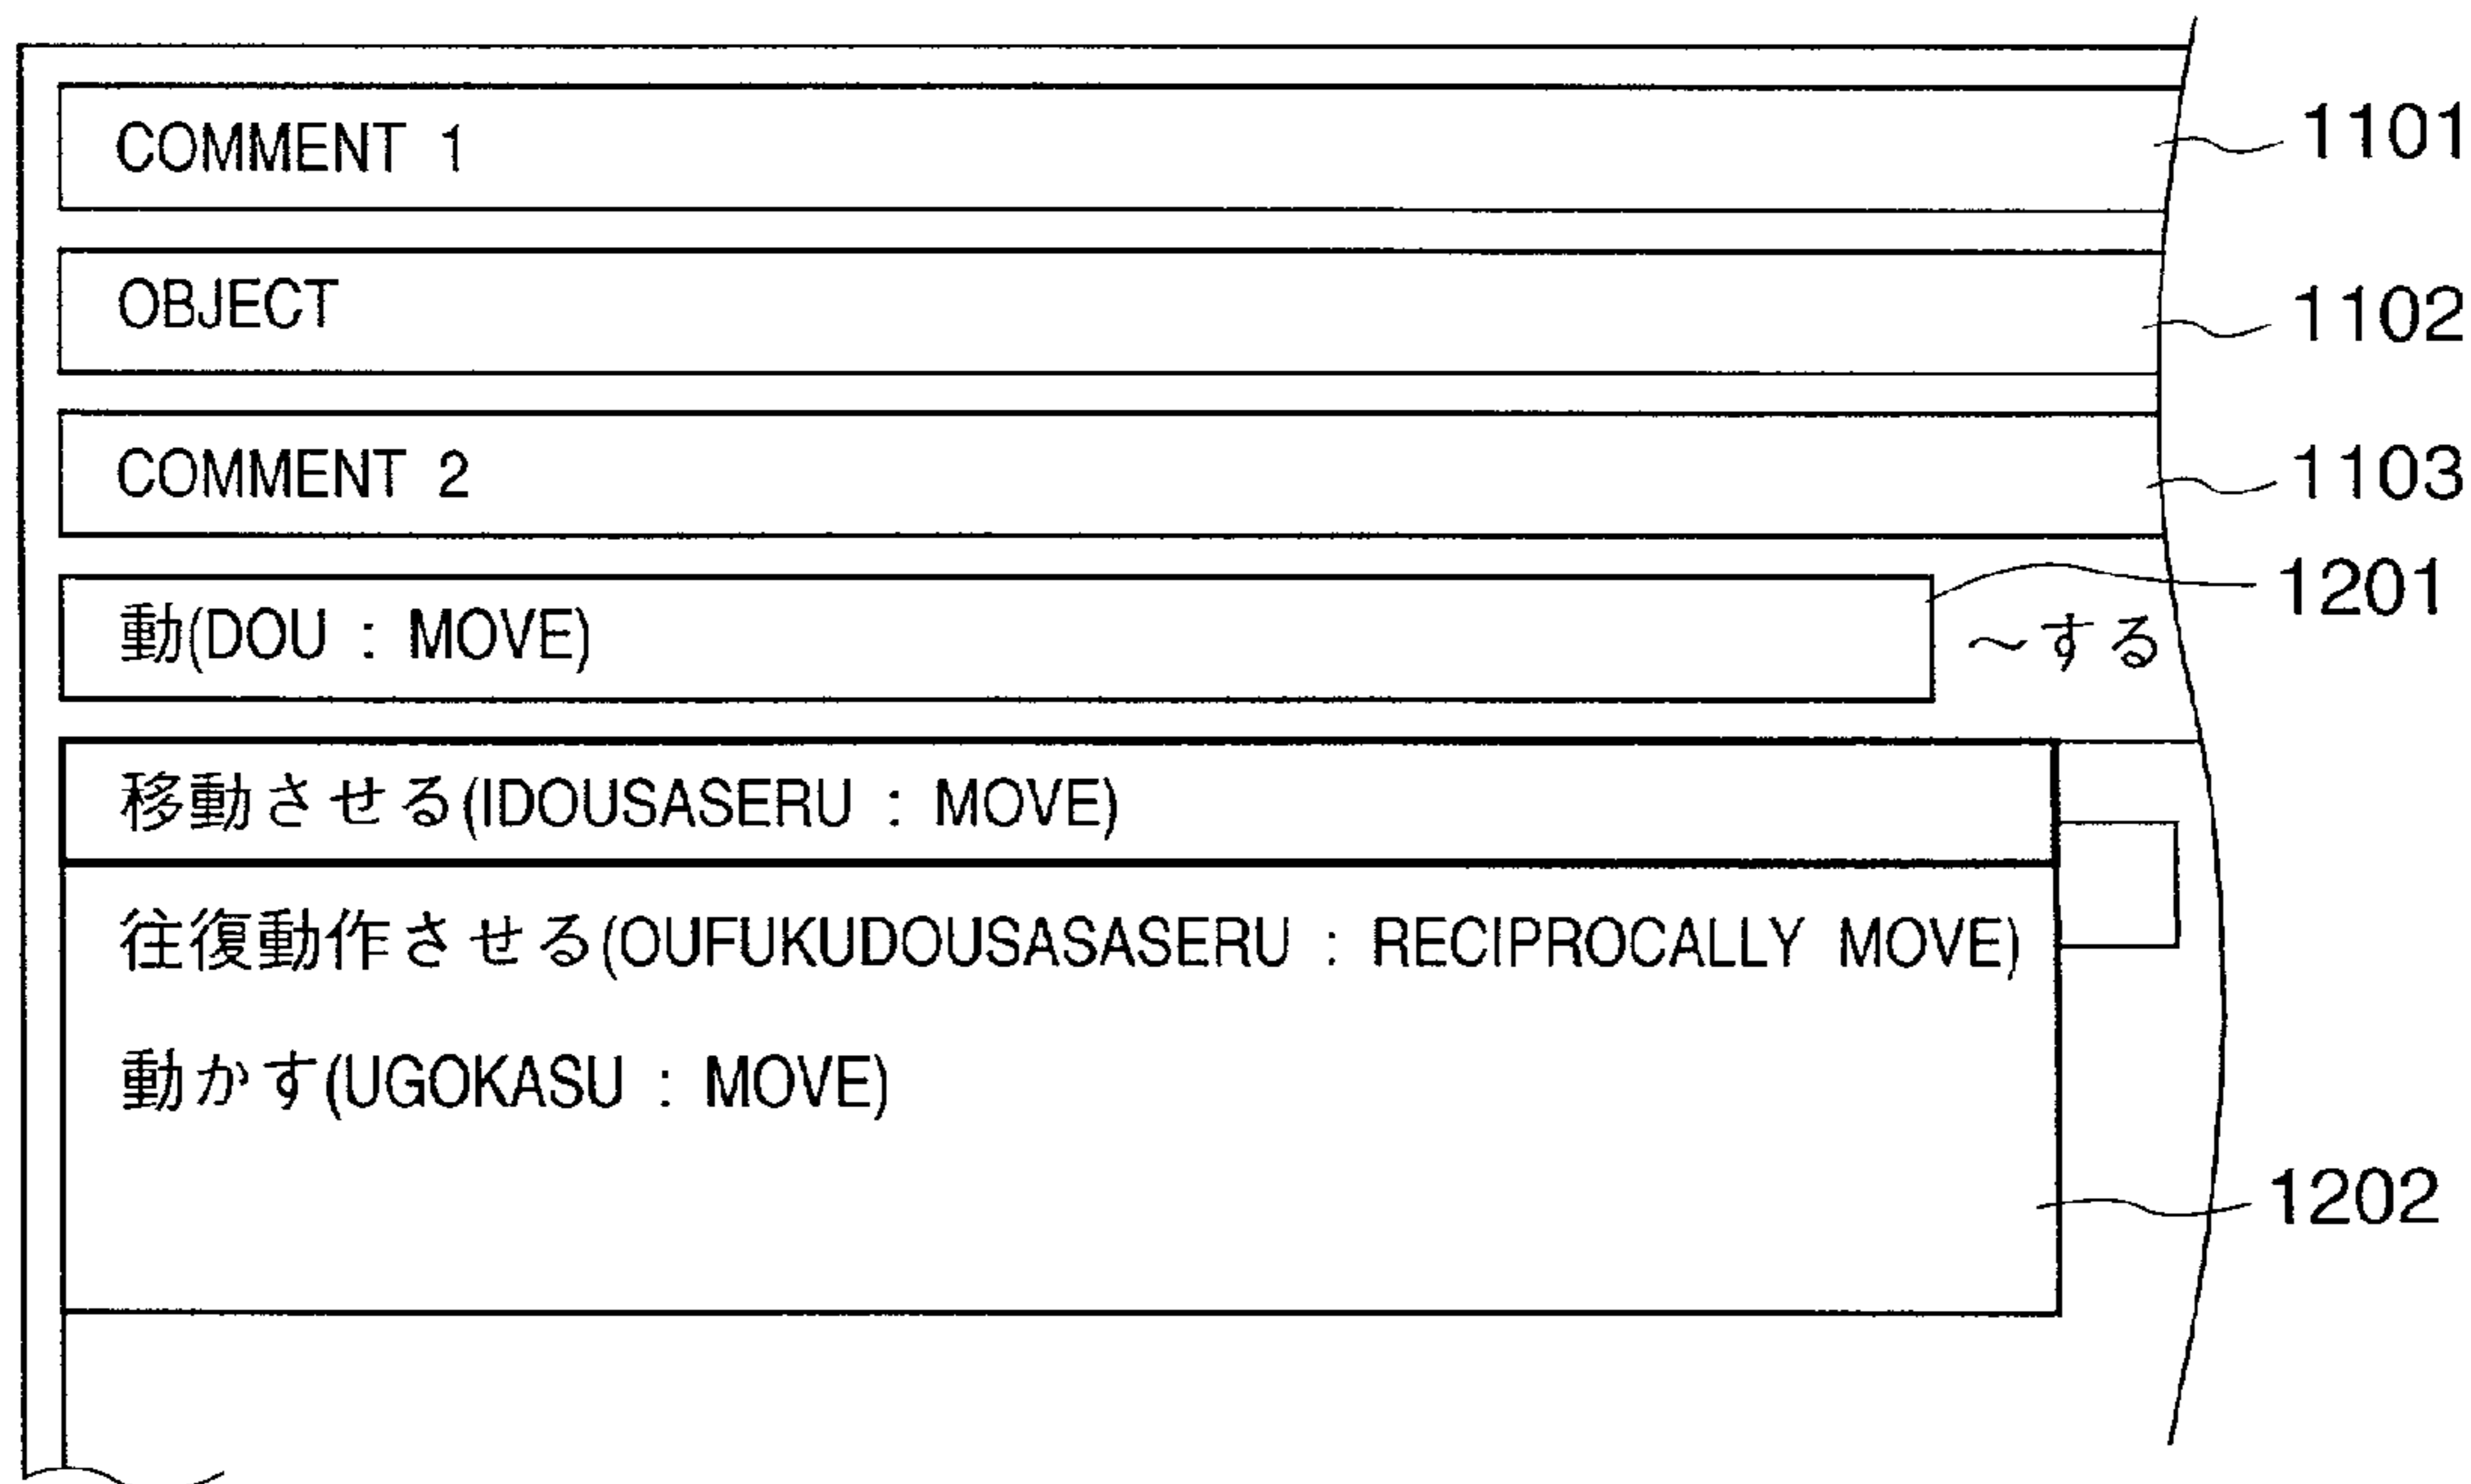 COMMENT 1 1101
OBJECT 1102
COMMENT 2 1103
1201
動(DOU : MOVE) ～する
移動させる(IDOUSASERU : MOVE)
往復動作させる(OUFUKUDOUSASASERU : RECIPROCALLY MOVE)
動かす(UGOKASU : MOVE)
1202